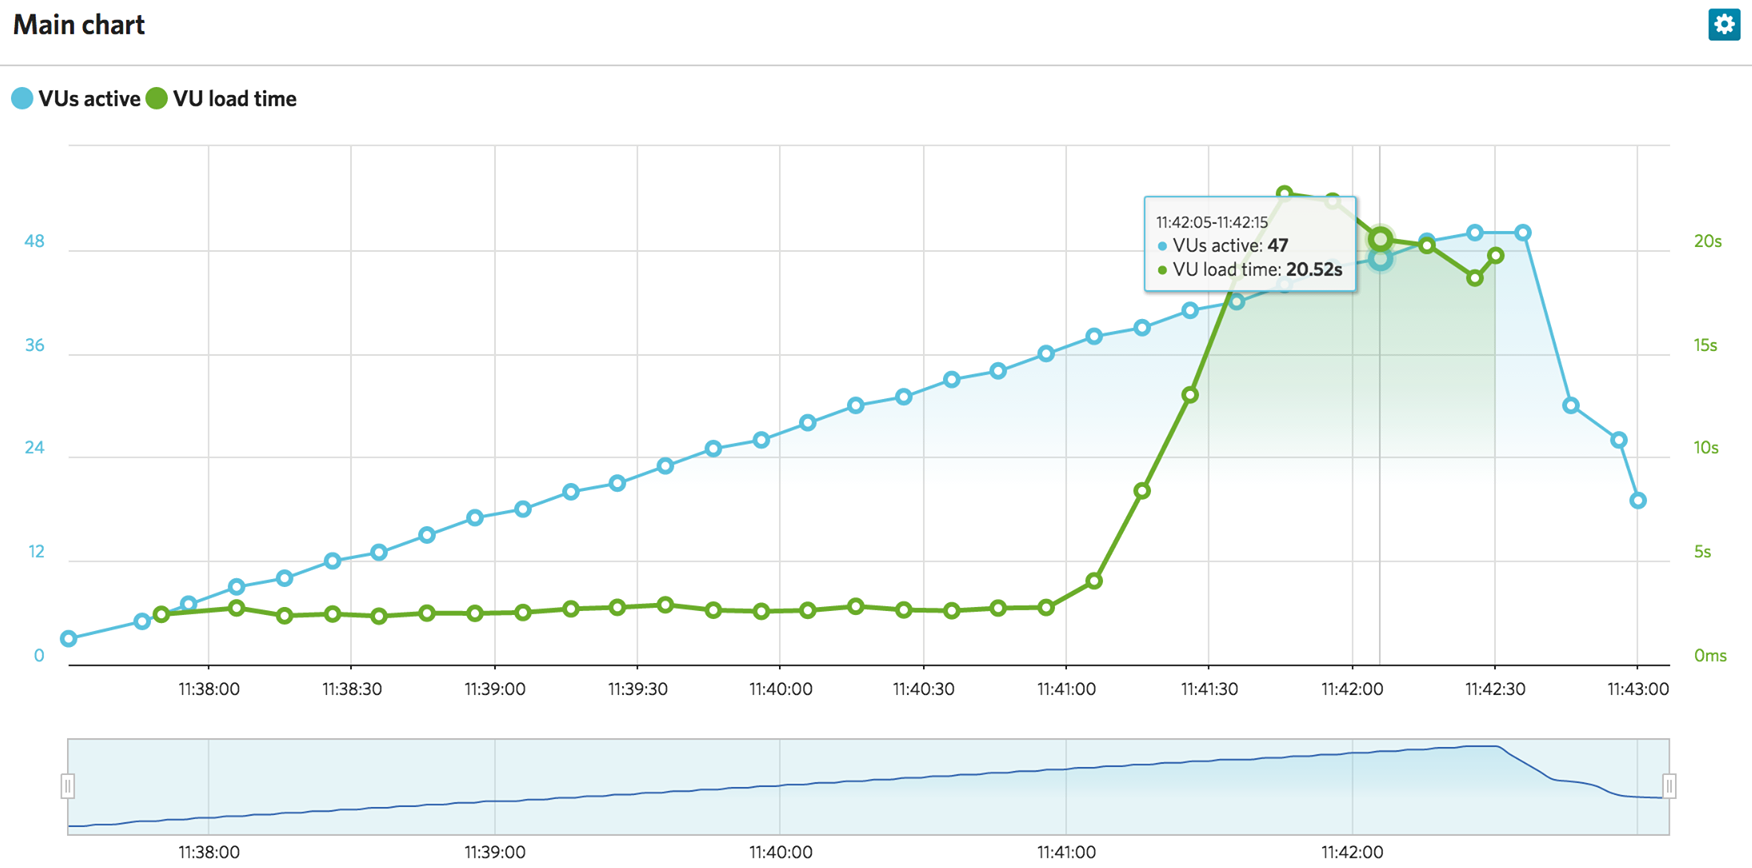 Main chart
VUs active VU load time
11:42:05-11:42:15
VUs active: 47
VU load time: 20.52s
48
36
24
12
0
20s
15s
10s
5s
0ms
11:38:00 11:38:30 11:39:00 11:39:30 11:40:00 11:40:30 11:41:00 11:41:30 11:42:00 11:42:30 11:43:00
11:38:00 11:39:00 11:40:00 11:41:00 11:42:00